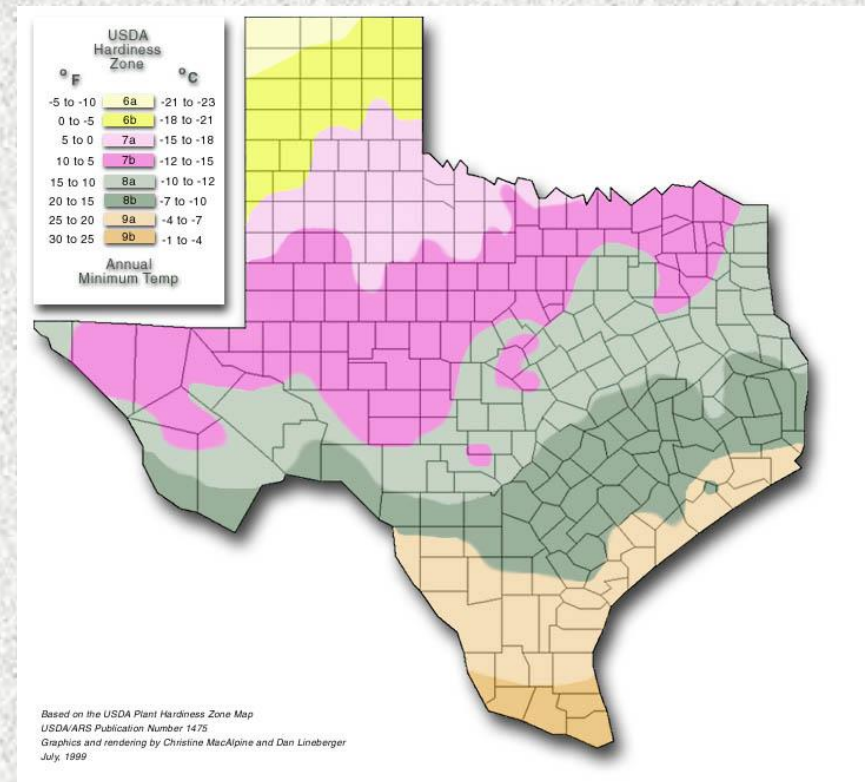 USDA
Hardiness
Zone
°F °C
-5 to -10 6a -21 to -23
0 to -5 6b -18 to -21
5 to 0 7a -15 to -18
10 to 5 7b -12 to -15
15 to 10 8a -10 to -12
20 to 15 8b -7 to -10
25 to 20 9a -4 to -7
30 to 25 9b -1 to -4
Annual
Minimum Temp
Based on the USDA Plant Hardiness Zone Map
USDA/ARS Publication Number 1475
Graphics and rendering by Christine MacAlpine and Dan Lineberger
July, 1999